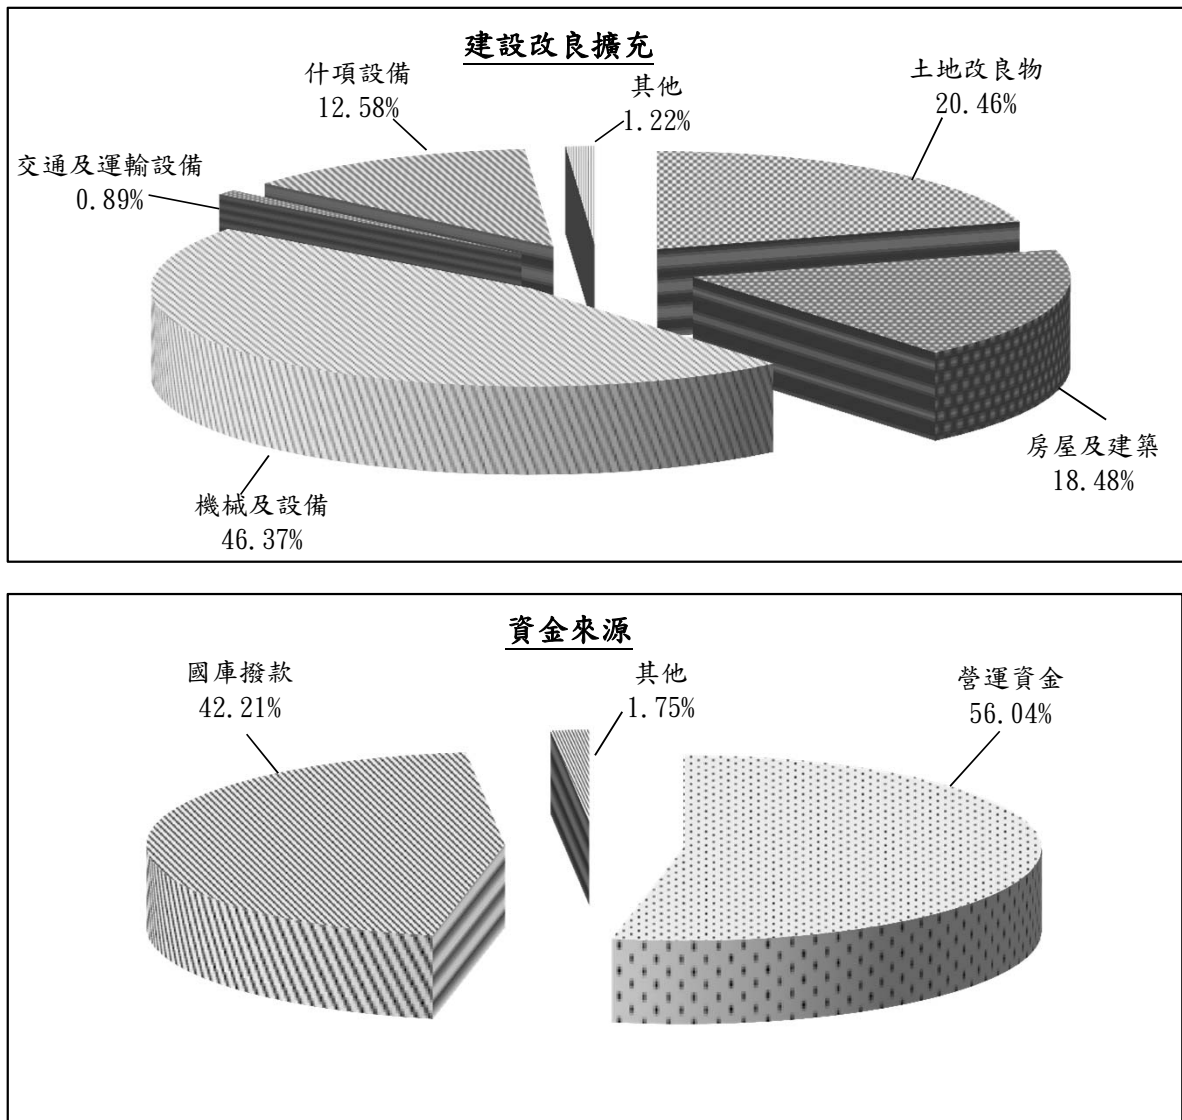 建設改良擴充
什項設備
12.58%
其他
1.22%
土地改良物
20.46%
交通及運輸設備
0.89%
房屋及建築
18.48%
機械及設備
46.37%
資金來源
國庫撥款
42.21%
其他
1.75%
營運資金
56.04%